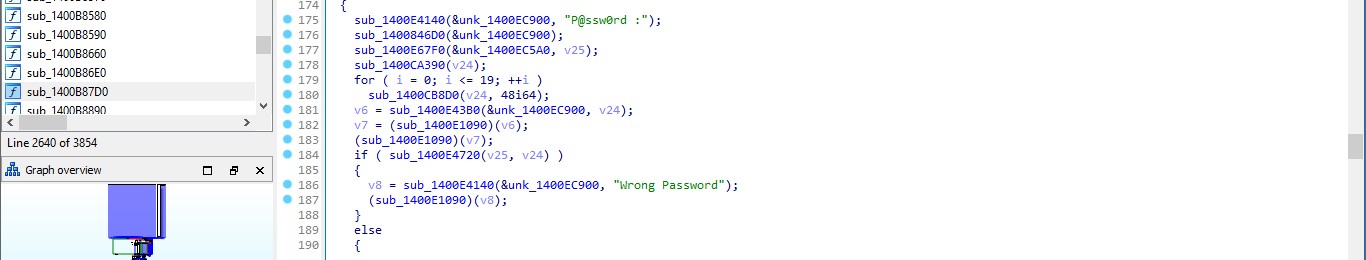 sub_1400B8580
sub_1400B8590
sub_1400B8660
sub_1400B86E0
sub_1400B87D0
sub_1400B8890
Line 2640 of 3854
Graph overview
174 {
175 sub_1400E4140(&unk_1400EC900, "P@ssw0rd :");
176 sub_1400846D0(&unk_1400EC900);
177 sub_1400E67F0(&unk_1400EC5A0, v25);
178 sub_1400CA390(v24);
179 for ( i = 0; i <= 19; ++i )
180 sub_1400CB8D0(v24, 48i64);
181 v6 = sub_1400E43B0(&unk_1400EC900, v24);
182 v7 = (sub_1400E1090)(v6);
183 (sub_1400E1090)(v7);
184 if ( sub_1400E4720(v25, v24) )
185 {
186 v8 = sub_1400E4140(&unk_1400EC900, "Wrong Password");
187 (sub_1400E1090)(v8);
188 }
189 else
190 {